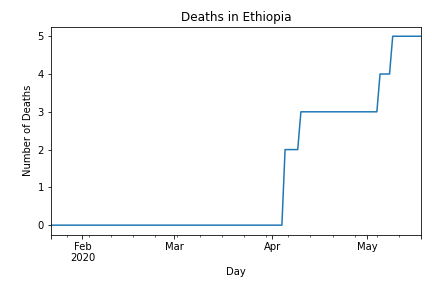 Deaths in Ethiopia
5
4
3
2
1
0
Number of Deaths
Feb
2020
Mar
Apr
May
Day